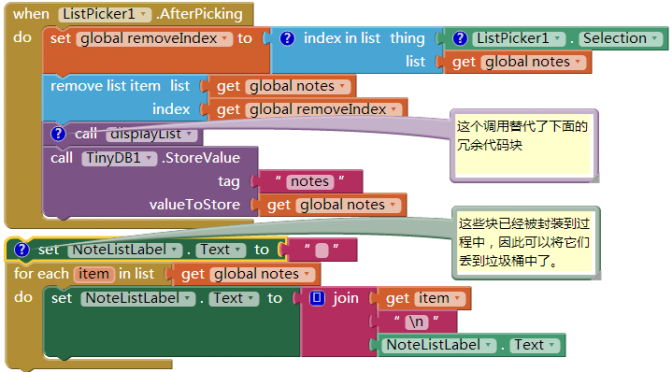 when ListPicker1 .AfterPicking
do set global removeIndex to ? index in list thing ? ListPicker1 . Selection
list get global notes
remove list item list get global notes
index get global removeIndex
? call displayList
call TinyDB1 .StoreValue
tag " notes "
valueToStore get global notes
这个调用替代了下面的
冗余代码块
? set NoteListLabel . Text to " "
for each item in list get global notes
do set NoteListLabel . Text to join get item
" \n "
NoteListLabel . Text
这些块已经被封装到过
程中，因此可以将它们
丢到垃圾桶中了。